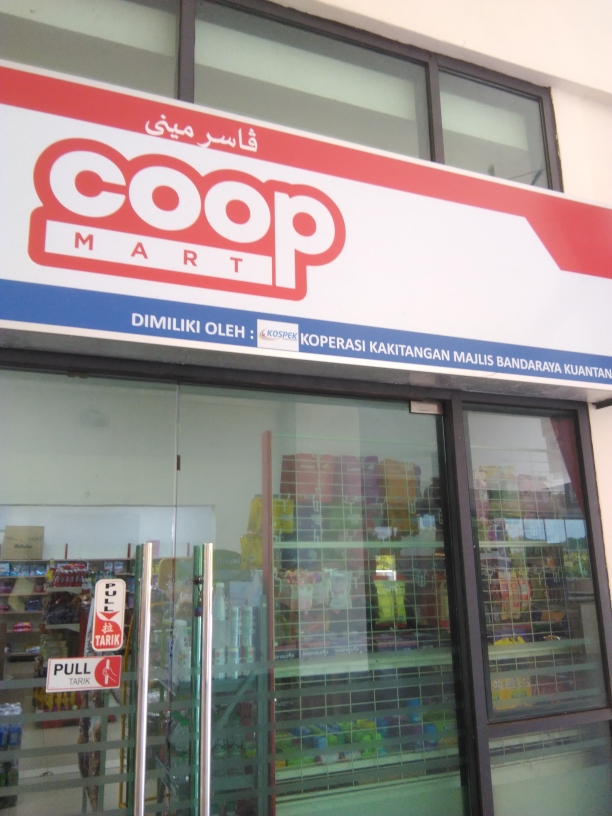 ڤاسر ميني
coop
MART
DIMILIKI OLEH : KOSPEK KOPERASI KAKITANGAN MAJLIS BANDARAYA KUANTAN
PULL
拉
TARIK
PULL
TARIK